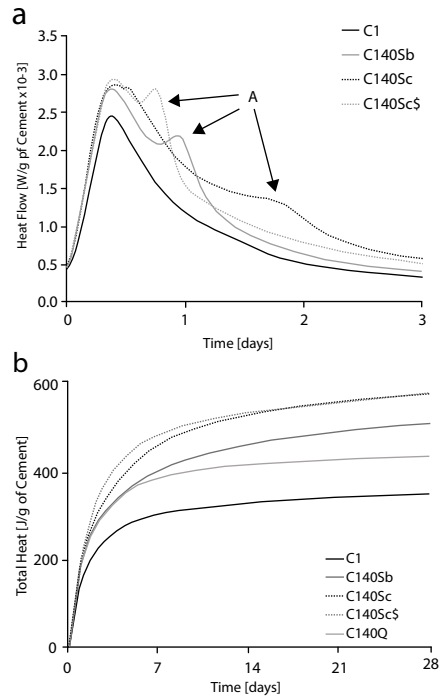 a
C1
C140Sb
C140Sc
C140Sc$
3.5
3.0
2.5
2.0
1.5
1.0
0.5
0.0
Heat Flow [W/g pf Cement x10-3]
A
0
1
2
3
Time [days]
b
600
400
200
0
Total Heat [J/g of Cement]
C1
C140Sb
C140Sc
C140Sc$
C140Q
0
7
14
21
28
Time [days]